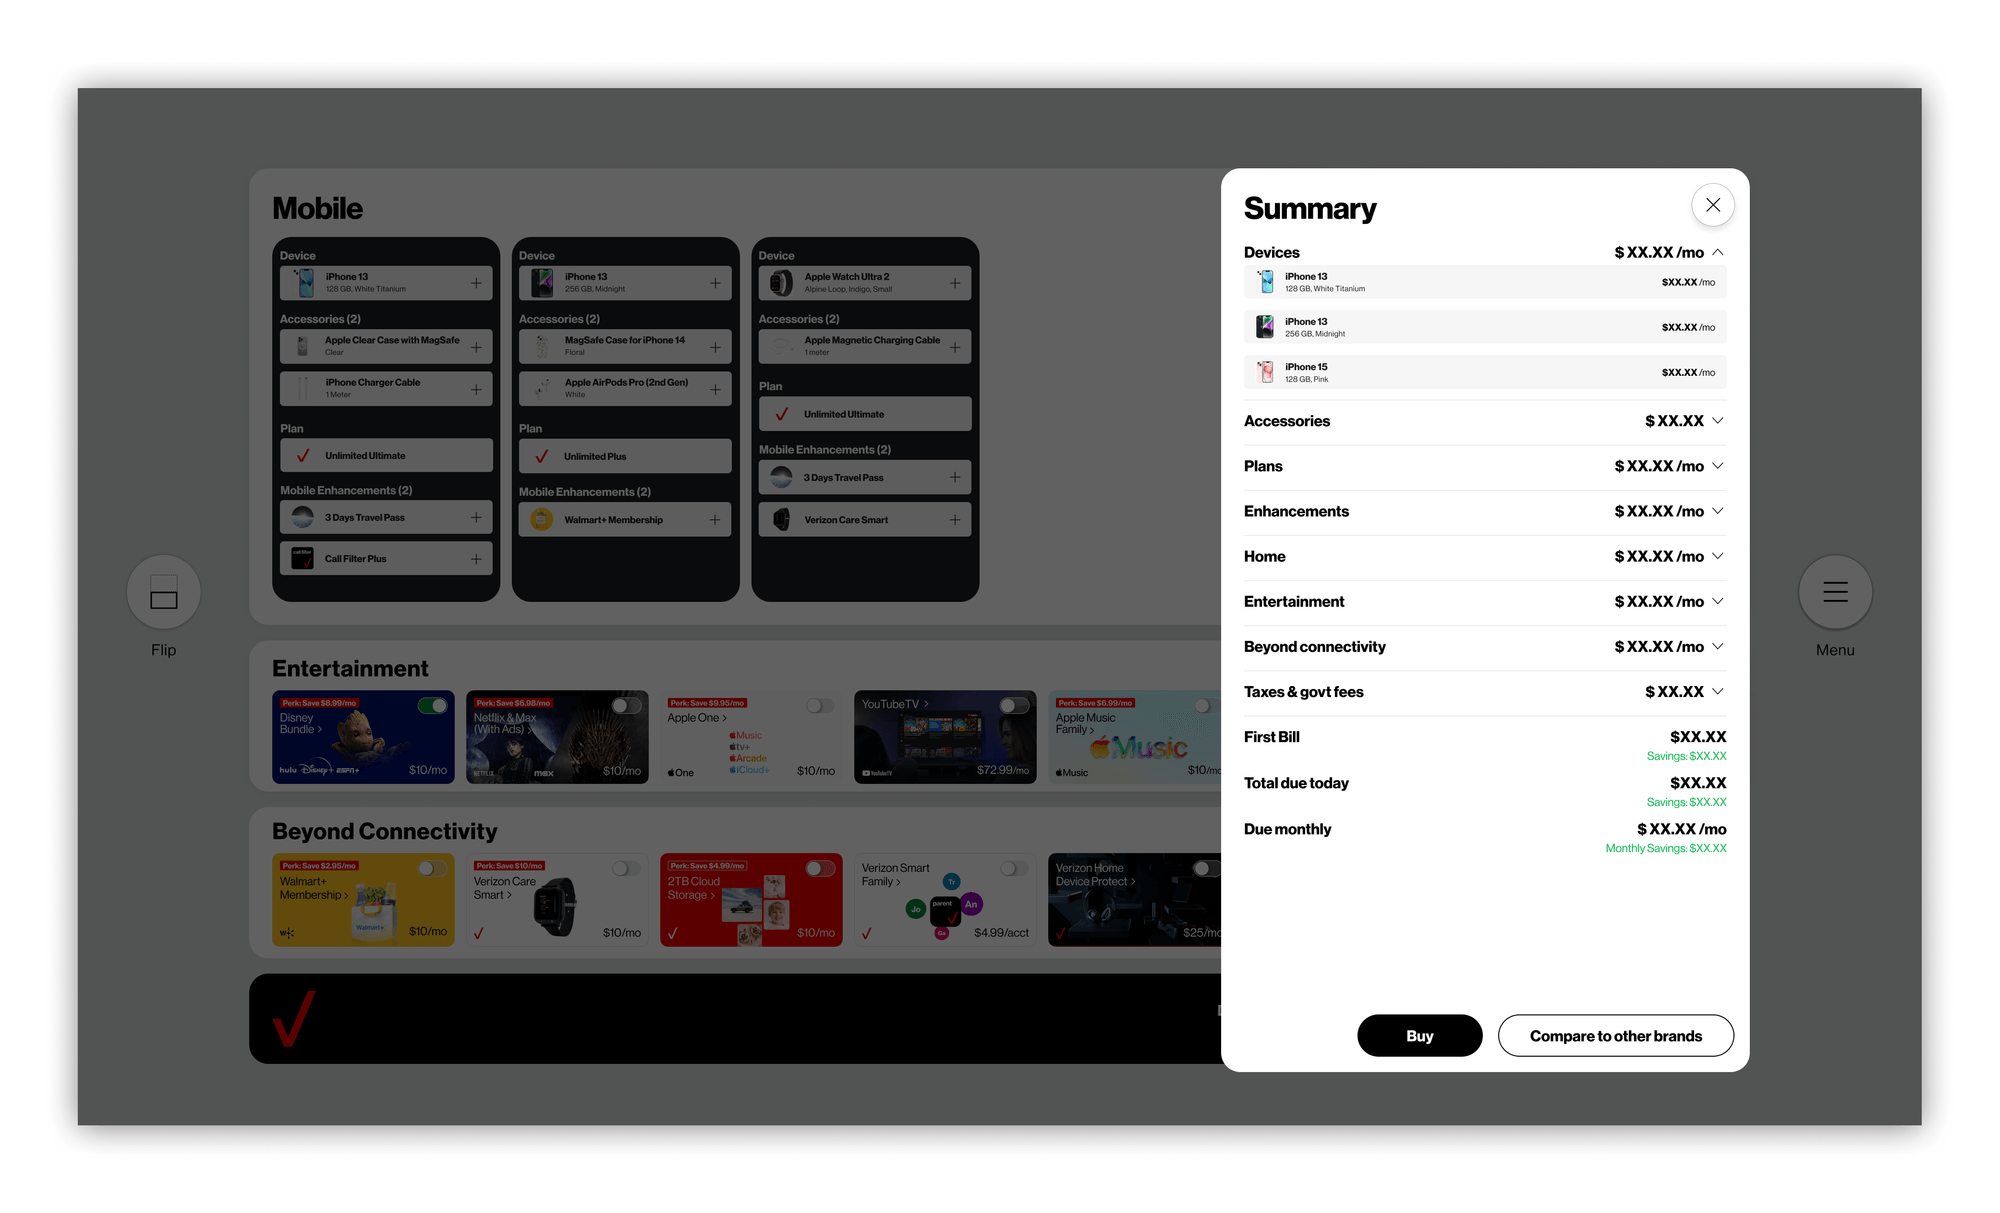 Mobile
Device
iPhone 13
128 GB, White Titanium
Accessories (2)
Apple Clear Case with MagSafe
Clear
iPhone Charger Cable
1 Meter
Plan
Unlimited Ultimate
Mobile Enhancements (2)
3 Days Travel Pass
Call Filter Plus
Device
iPhone 13
256 GB, Midnight
Accessories (2)
MagSafe Case for iPhone 14
Floral
Apple AirPods Pro (2nd Gen)
White
Plan
Unlimited Plus
Mobile Enhancements (2)
Walmart+ Membership
Device
Apple Watch Ultra 2
Alpine Loop, Indigo, Small
Accessories (2)
Apple Magnetic Charging Cable
1 meter
Plan
Unlimited Ultimate
Mobile Enhancements (2)
3 Days Travel Pass
Verizon Care Smart
Flip
Entertainment
Perk: Save $8.99/mo
Disney
Bundle >
hulu Disney+ ESPN+
$10/mo
Perk: Save $6.98/mo
Netflix & Max
(With Ads) >
NETFLIX max
$10/mo
Perk: Save $9.95/mo
Apple One >
Music
tv+
Arcade
iCloud+
One
$10/mo
YouTubeTV >
YouTubeTV
$72.99/mo
Perk: Save $6.99/mo
Apple Music
Family >
Music
Music
$10/mo
Beyond Connectivity
Perk: Save $2.95/mo
Walmart+
Membership >
Walmart+
W+
$10/mo
Perk: Save $10/mo
Verizon Care
Smart >
$10/mo
Perk: Save $4.99/mo
2TB Cloud
Storage >
$10/mo
Verizon Smart
Family >
Tr
Jo
parent
An
Ga
$4.99/acct
Verizon Home
Device Protect >
$25/mo
Summary
Devices $ XX.XX /mo
iPhone 13
128 GB, White Titanium
$XX.XX /mo
iPhone 13
256 GB, Midnight
$XX.XX /mo
iPhone 15
128 GB, Pink
$XX.XX /mo
Accessories $ XX.XX
Plans $ XX.XX /mo
Enhancements $ XX.XX /mo
Home $ XX.XX /mo
Entertainment $ XX.XX /mo
Beyond connectivity $ XX.XX /mo
Taxes & govt fees $ XX.XX
First Bill $XX.XX
Savings: $XX.XX
Total due today $XX.XX
Savings: $XX.XX
Due monthly $ XX.XX /mo
Monthly Savings: $XX.XX
Buy
Compare to other brands
Menu